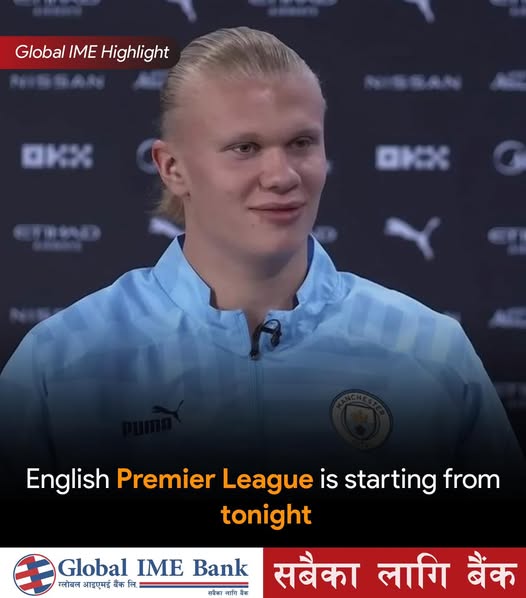 Global IME Highlight
NISSAN
NISSAN
OKX
OKX
ETIHAD
AIRWAYS
PUMA
MANCHESTER
CITY
English Premier League is starting from
tonight
Global IME Bank
ग्लोबल आइएमई बैंक लि.
सबैका लागि बैंक
सबैका लागि बैंक